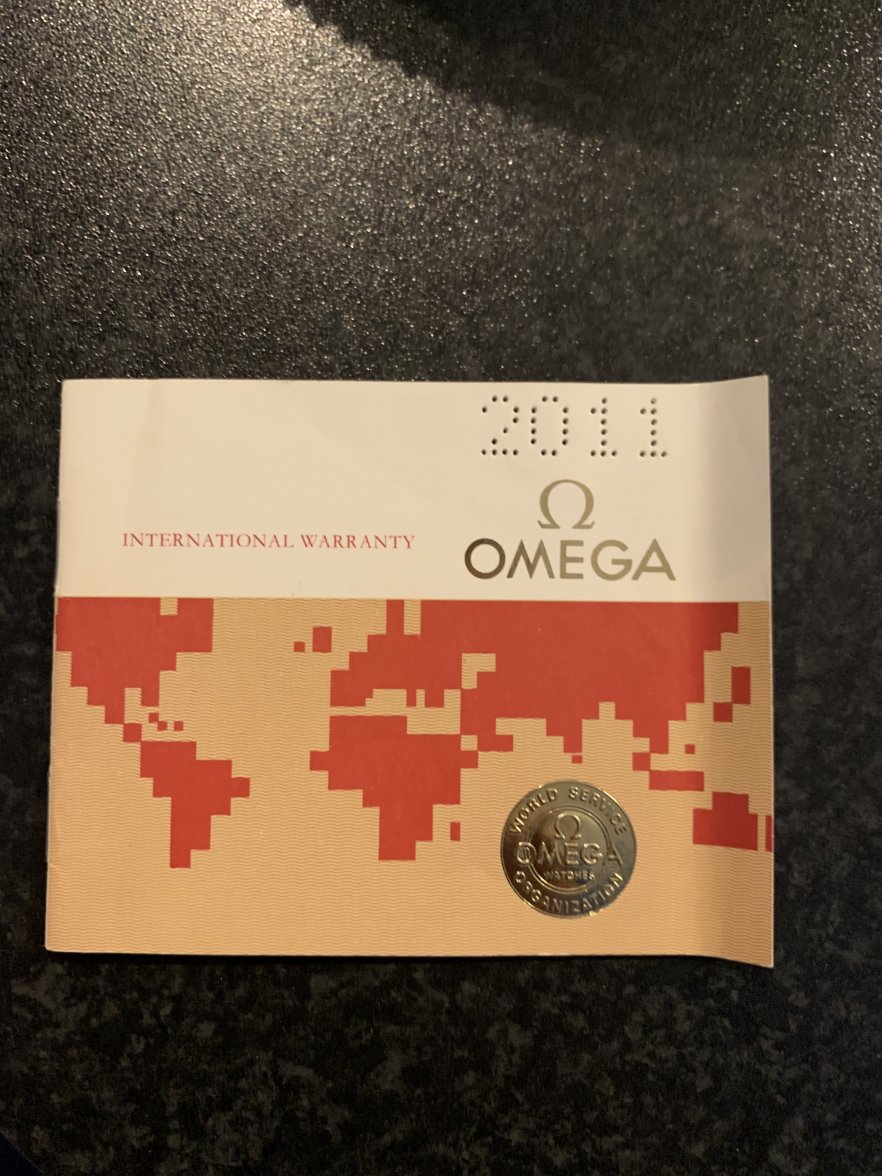 2011
Ω
INTERNATIONAL WARRANTY
OMEGA
WORLD SERVICE
Ω
OMEGA
WATCHES
ORGANIZATION